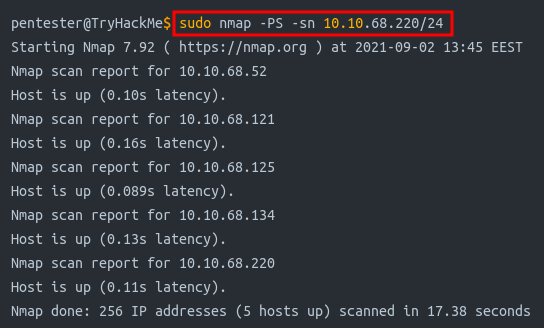 pentester@TryHackMe$ sudo nmap -PS -sn 10.10.68.220/24
Starting Nmap 7.92 ( https://nmap.org ) at 2021-09-02 13:45 EEST
Nmap scan report for 10.10.68.52
Host is up (0.10s latency).
Nmap scan report for 10.10.68.121
Host is up (0.16s latency).
Nmap scan report for 10.10.68.125
Host is up (0.089s latency).
Nmap scan report for 10.10.68.134
Host is up (0.13s latency).
Nmap scan report for 10.10.68.220
Host is up (0.11s latency).
Nmap done: 256 IP addresses (5 hosts up) scanned in 17.38 seconds